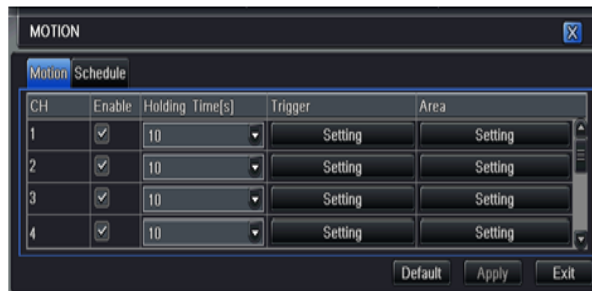 MOTION X
Motion Schedule
CH Enable Holding Time[s] Trigger Area
1 10 Setting Setting
2 10 Setting Setting
3 10 Setting Setting
4 10 Setting Setting
Default Apply Exit